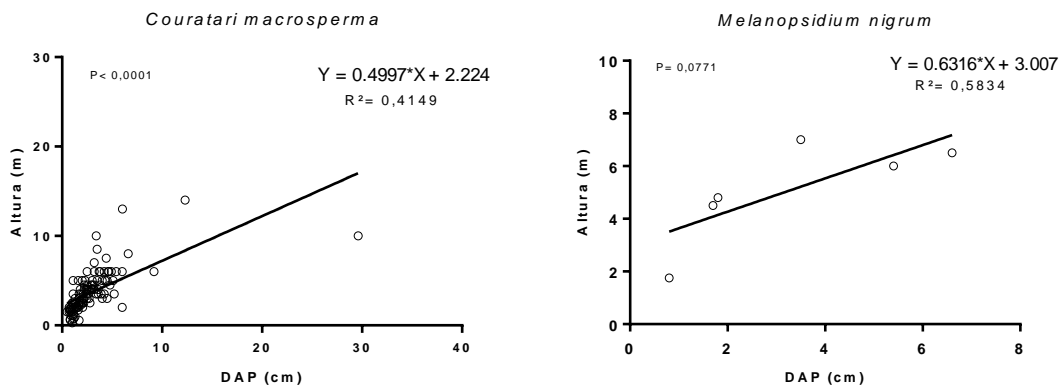 Couratari macrosperma
30
20
10
0
Altura (m)
P< 0,0001
Y = 0.4997*X + 2.224
R²= 0,4149
0 10 20 30 40
DAP (cm)
Melanopsidium nigrum
10
8
6
4
2
0
Altura (m)
P= 0,0771
Y = 0.6316*X + 3.007
R²= 0,5834
0 2 4 6 8
DAP (cm)